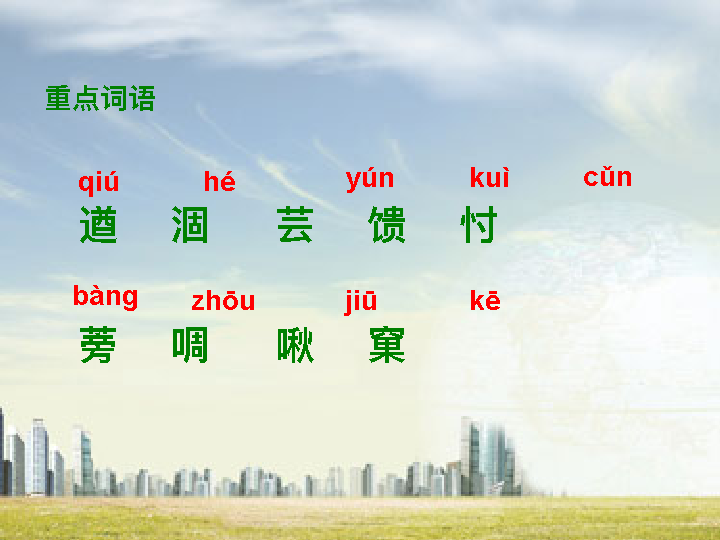 重点词语
qiú hé yún kuì cǔn
遒 涸 芸 馈 忖
bàng zhōu jiū kē
蒡 啁 啾 窠